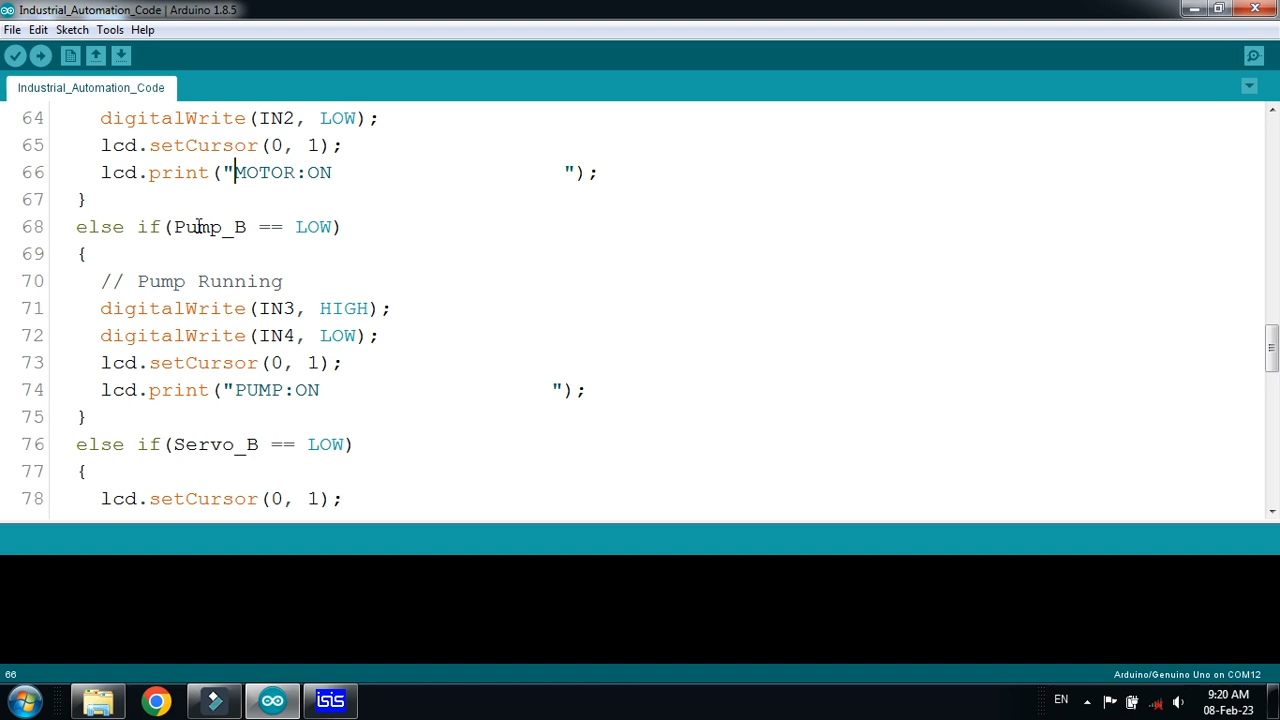 Industrial_Automation_Code | Arduino 1.8.5
File Edit Sketch Tools Help
Industrial_Automation_Code
64 digitalWrite(IN2, LOW);
65 lcd.setCursor(0, 1);
66 lcd.print("MOTOR:ON                   ");
67 }
68 else if(Pump_B == LOW)
69 {
70 // Pump Running
71 digitalWrite(IN3, HIGH);
72 digitalWrite(IN4, LOW);
73 lcd.setCursor(0, 1);
74 lcd.print("PUMP:ON                   ");
75 }
76 else if(Servo_B == LOW)
77 {
78 lcd.setCursor(0, 1);
66 Arduino/Genuino Uno on COM12
isis
EN
9:20 AM
08-Feb-23